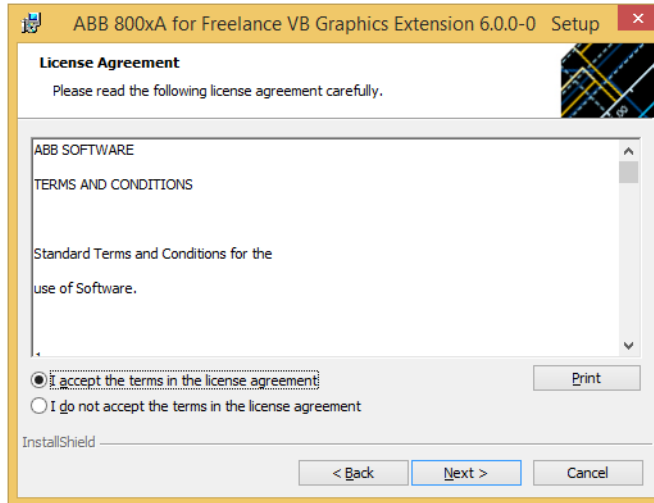 ABB 800xA for Freelance VB Graphics Extension 6.0.0-0 Setup
License Agreement
Please read the following license agreement carefully.
ABB SOFTWARE
TERMS AND CONDITIONS
Standard Terms and Conditions for the
use of Software.
I accept the terms in the license agreement
Print
I do not accept the terms in the license agreement
InstallShield
< Back
Next >
Cancel